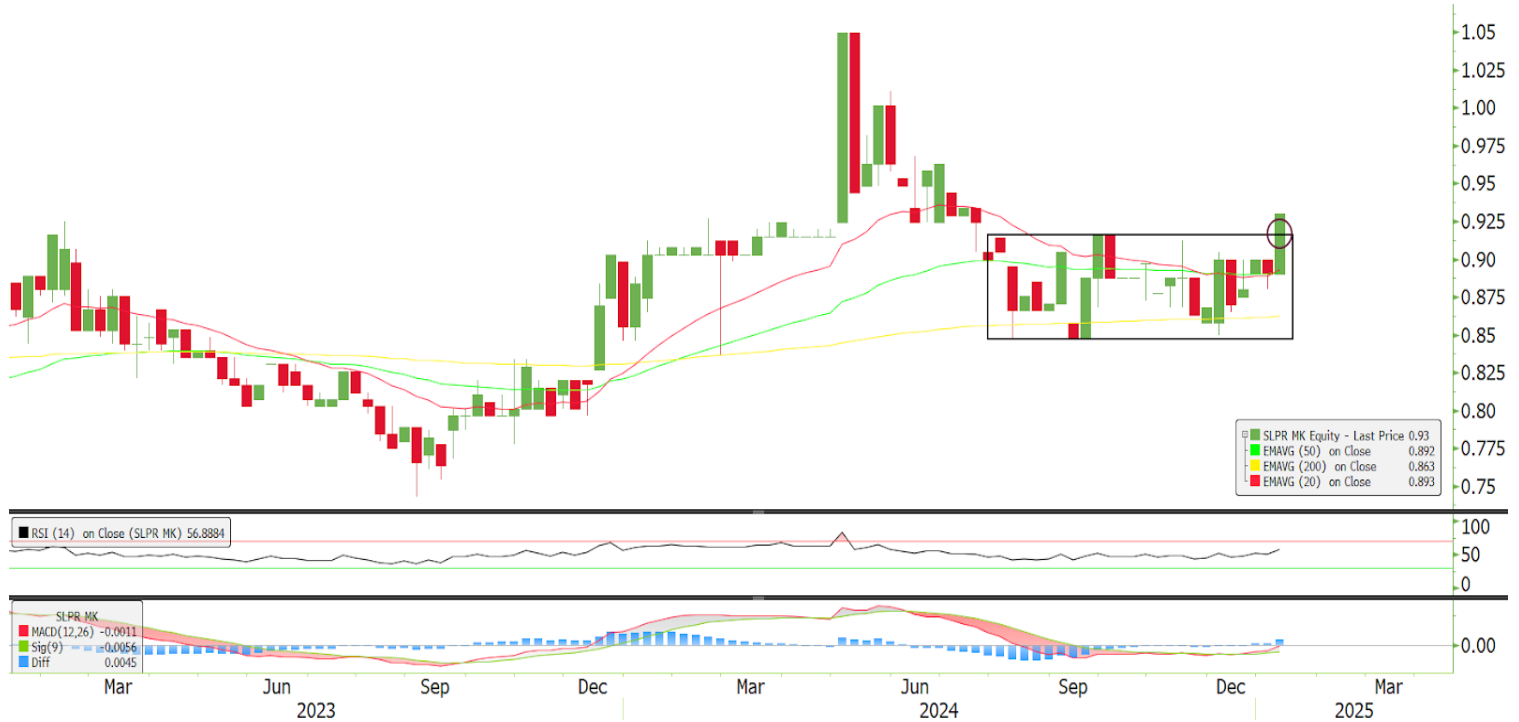 1.05
1.025
1.00
0.975
0.95
0.925
0.90
0.875
0.85
0.825
0.80
0.775
0.75
SLPR MK Equity - Last Price 0.93
EMAVG (50) on Close 0.892
EMAVG (200) on Close 0.863
EMAVG (20) on Close 0.893
RSI (14) on Close (SLPR MK) 56.8884
100
50
0
SLPR MK
MACD(12,26) -0.0011
Sig(9) -0.0056
Diff 0.0045
0.00
Mar Jun Sep Dec Mar Jun Sep Dec Mar
2023 2024 2025